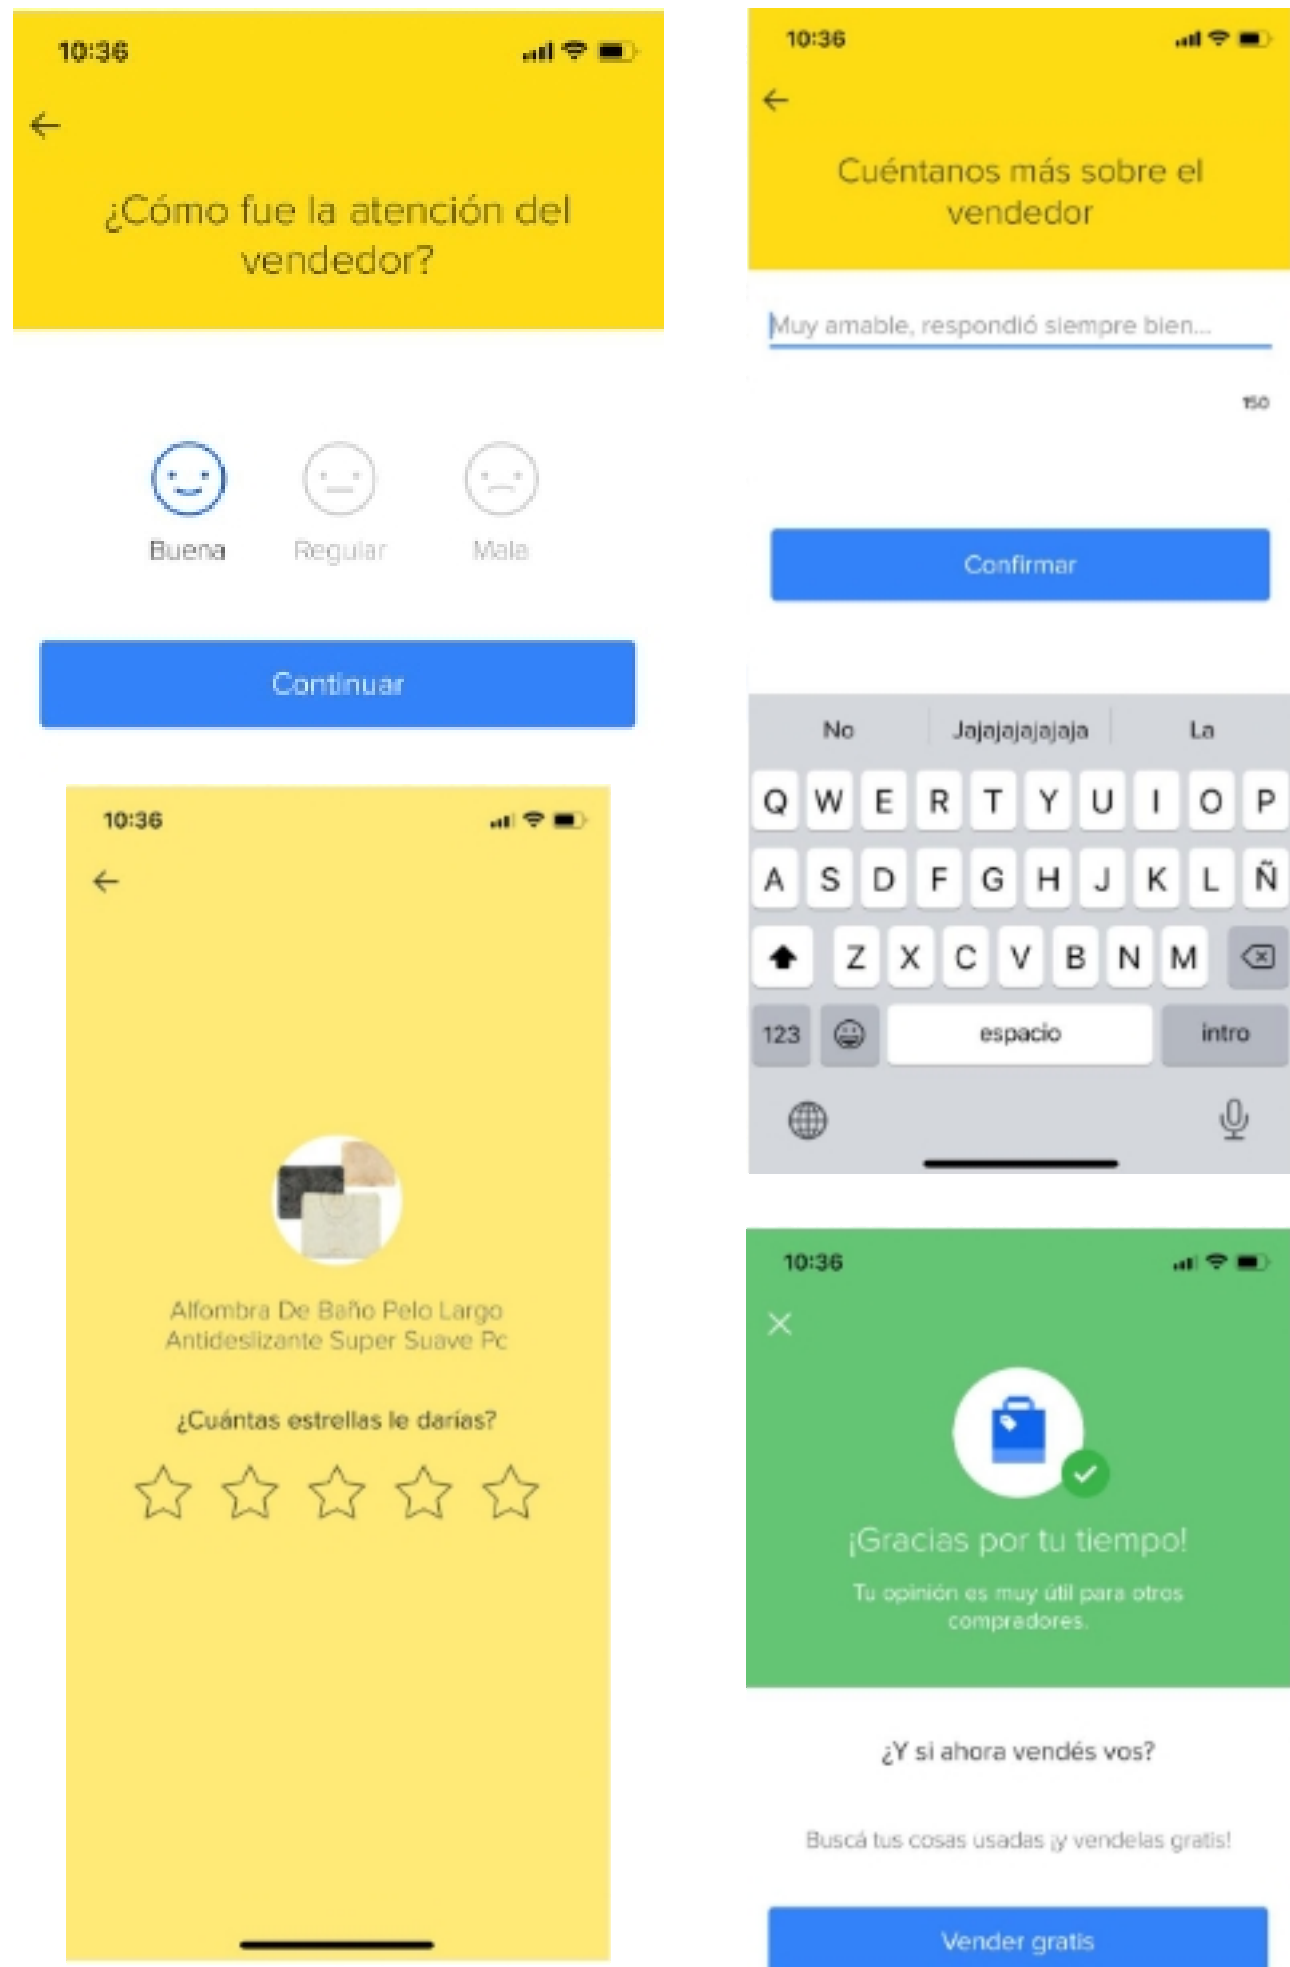 10:36
¿Cómo fue la atención del
vendedor?
Buena
Regular
Mala
Continuar
10:36
Alfombra De Baño Pelo Largo
Antideslizante Super Suave Pc
¿Cuántas estrellas le darías?
10:36
Cuéntanos más sobre el
vendedor
Muy amable, respondió siempre bien...
150
Confirmar
No Jajajajajajaja La
Q W E R T Y U I O P
A S D F G H J K L Ñ
Z X C V B N M
123 espacio intro
10:36
¡Gracias por tu tiempo!
Tu opinión es muy útil para otros
compradores.
¿Y si ahora vendés vos?
Buscá tus cosas usadas ¡y vendelas gratis!
Vender gratis